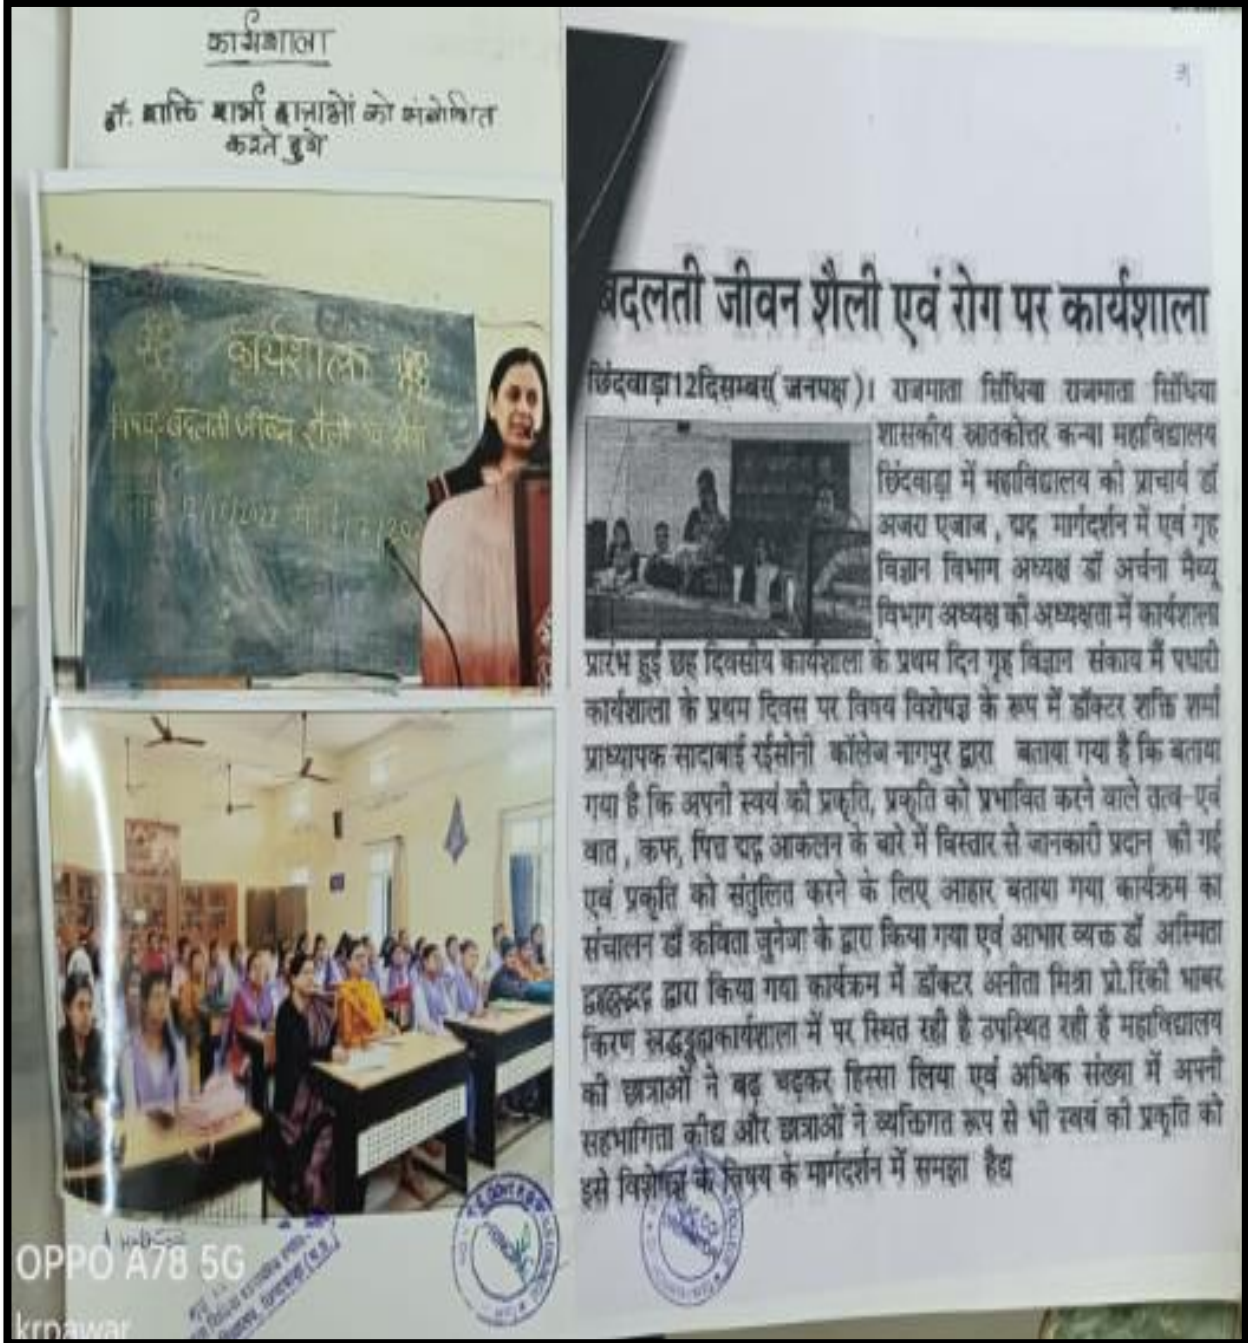 कार्यशाला
डॉ. शक्ति शर्मा छात्राओं को संबोधित
करते हुये
कार्यशाला
विषय-बदलती जीवन शैली एवं रोग
बदलती जीवन शैली एवं रोग पर कार्यशाला
छिंदवाड़ा12दिसम्बर( जनपक्ष )। राजमाता सिंधिया राजमाता सिंधिया
शासकीय स्नातकोत्तर कन्या महाविद्यालय
छिंदवाड़ा में महाविद्यालय की प्राचार्य डॉ
अजरा एजाज , द्यद्र मार्गदर्शन में एवं गृह
विज्ञान विभाग अध्यक्ष डॉ अर्चना मैथ्यू
विभाग अध्यक्ष की अध्यक्षता में कार्यशाला
प्रारंभ हुई छह दिवसीय कार्यशाला के प्रथम दिन गृह विज्ञान संकाय में पधारी
कार्यशाला के प्रथम दिवस पर विषय विशेषज्ञ के रूप में डॉक्टर शक्ति शर्मा
प्राध्यापक सादाबाई रईसोनी कॉलेज नागपुर द्वारा बताया गया है कि बताया
गया है कि अपनी स्वयं की प्रकृति, प्रकृति को प्रभावित करने वाले तत्व-एवं
वात , कफ, पित्त द्यद्र आकलन के बारे में विस्तार से जानकारी प्रदान की गई
एवं प्रकृति को संतुलित करने के लिए आहार बताया गया कार्यक्रम का
संचालन डॉ कविता जुनेजा के द्वारा किया गया एवं आभार व्यक्त डॉ अस्मिता
द्वारा किया गया कार्यक्रम में डॉक्टर अनीता मिश्रा प्रो.रिंकी भाबर
किरण में पर स्थित रही है उपस्थित रही है महाविद्यालय
की छात्राओं ने बढ़ चढ़कर हिस्सा लिया एवं अधिक संख्या में अपनी
सहभागिता कीद्य और छात्राओं ने व्यक्तिगत रूप से भी स्वयं की प्रकृति को
इसे विशेषज्ञ के विषय के मार्गदर्शन में समझा हैद्य
OPPO A78 5G
krpawar